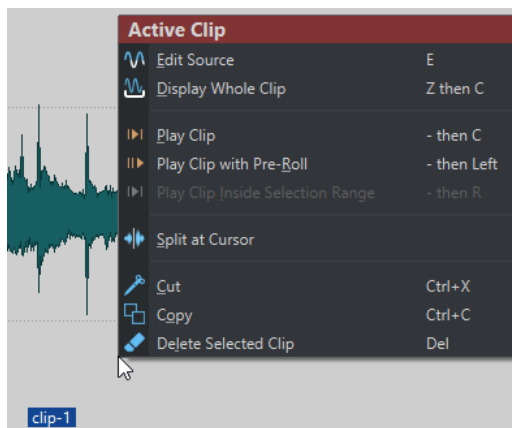 Active Clip
Edit Source E
Display Whole Clip Z then C
Play Clip - then C
Play Clip with Pre-Roll - then Left
Play Clip Inside Selection Range - then R
Split at Cursor
Cut Ctrl+X
Copy Ctrl+C
Delete Selected Clip Del
clip-1